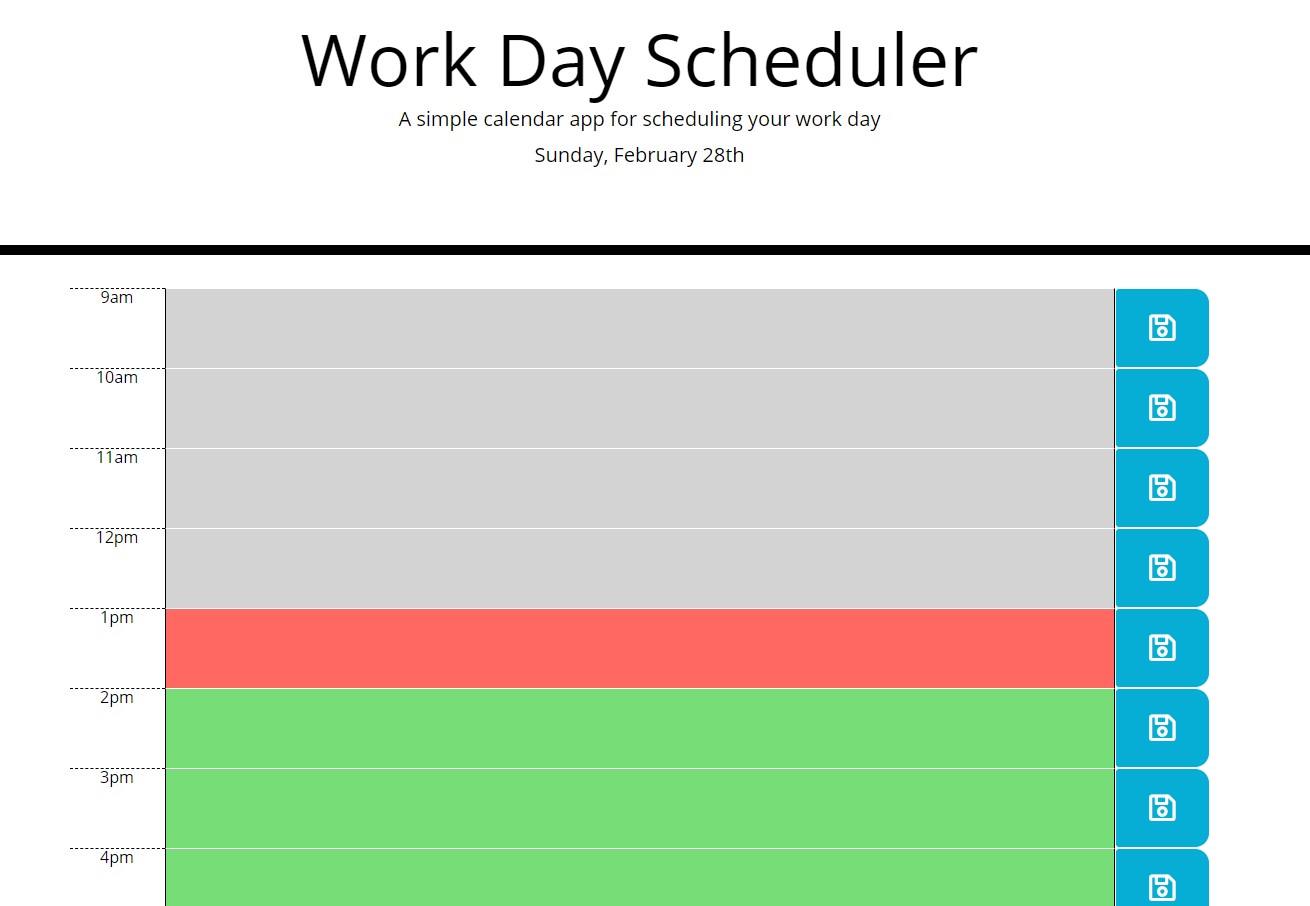 Work Day Scheduler
A simple calendar app for scheduling your work day
Sunday, February 28th
9am
10am
11am
12pm
1pm
2pm
3pm
4pm